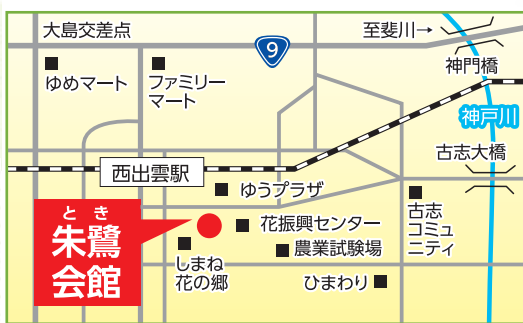 大島交差点
至斐川→
9
神門橋
ゆめマート
ファミリー
マート
神戸川
古志大橋
西出雲駅
ゆうプラザ
とき
朱鷺
会館
花振興センター
古志
コミュ
ニティ
農業試験場
しまね
花の郷
ひまわり